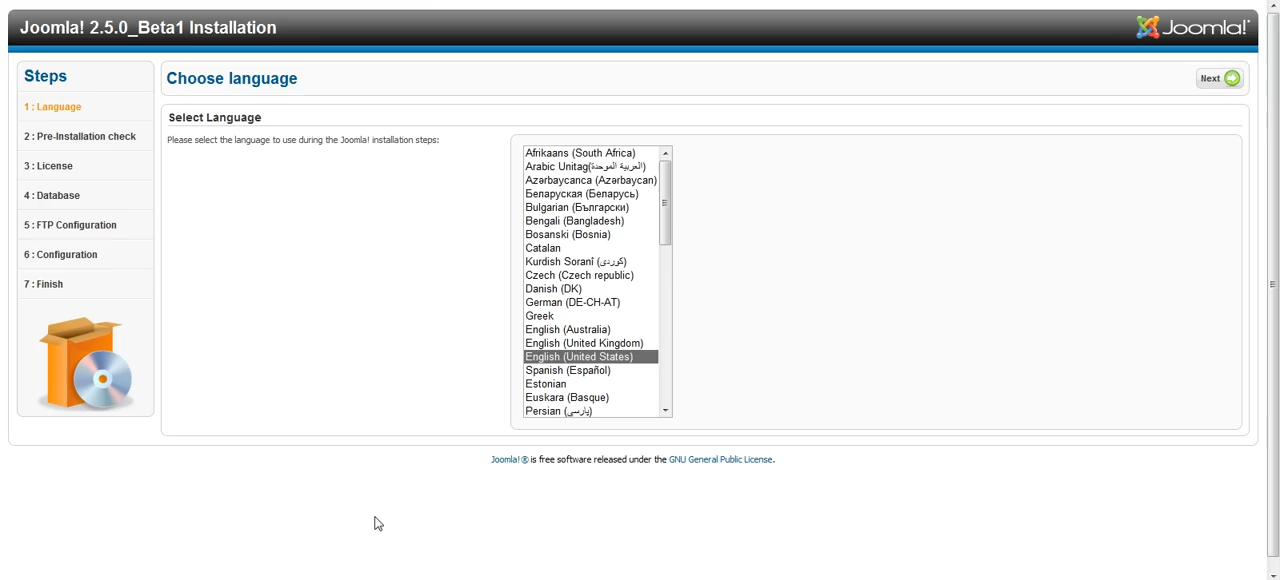 Joomla! 2.5.0_Beta1 Installation
Joomla!
Steps
1 : Language
2 : Pre-Installation check
3 : License
4 : Database
5 : FTP Configuration
6 : Configuration
7 : Finish
Choose language
Next
Select Language
Please select the language to use during the Joomla! installation steps:
Afrikaans (South Africa)
Arabic Unitag(العربية الموحدة)
Azərbaycanca (Azərbaycan)
Беларуская (Беларусь)
Bulgarian (Български)
Bengali (Bangladesh)
Bosanski (Bosnia)
Catalan
Kurdish Soranî (كوردى)
Czech (Czech republic)
Danish (DK)
German (DE-CH-AT)
Greek
English (Australia)
English (United Kingdom)
English (United States)
Spanish (Español)
Estonian
Euskara (Basque)
Persian (پارسی)
Joomla! ® is free software released under the GNU General Public License.